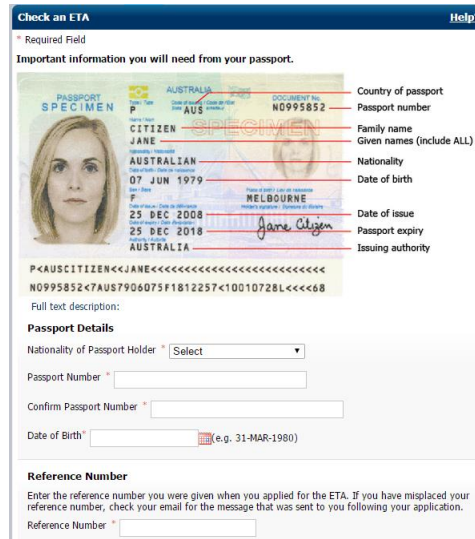 Check an ETA
Help
* Required Field
Important information you will need from your passport.
PASSPORT
SPECIMEN
AUSTRALIA
DOCUMENT No.
P
AUS
N0995852
CITIZEN
SPECIMEN
JANE
AUSTRALIAN
07 JUN 1979
F
MELBOURNE
25 DEC 2008
25 DEC 2018
Jane Citizen
AUSTRALIA
Country of passport
Passport number
Family name
Given names (include ALL)
Nationality
Date of birth
Date of issue
Passport expiry
Issuing authority
P<AUSCITIZEN<<JANE<<<<<<<<<<<<<<<<<<<<<<<<<<
N0995852<7AUS7906075F1812257<10010728L<<<<68
Full text description:
Passport Details
Nationality of Passport Holder * Select
Passport Number *
Confirm Passport Number *
Date of Birth* (e.g. 31-MAR-1980)
Reference Number
Enter the reference number you were given when you applied for the ETA. If you have misplaced your
reference number, check your email for the message that was sent to you following your application.
Reference Number *